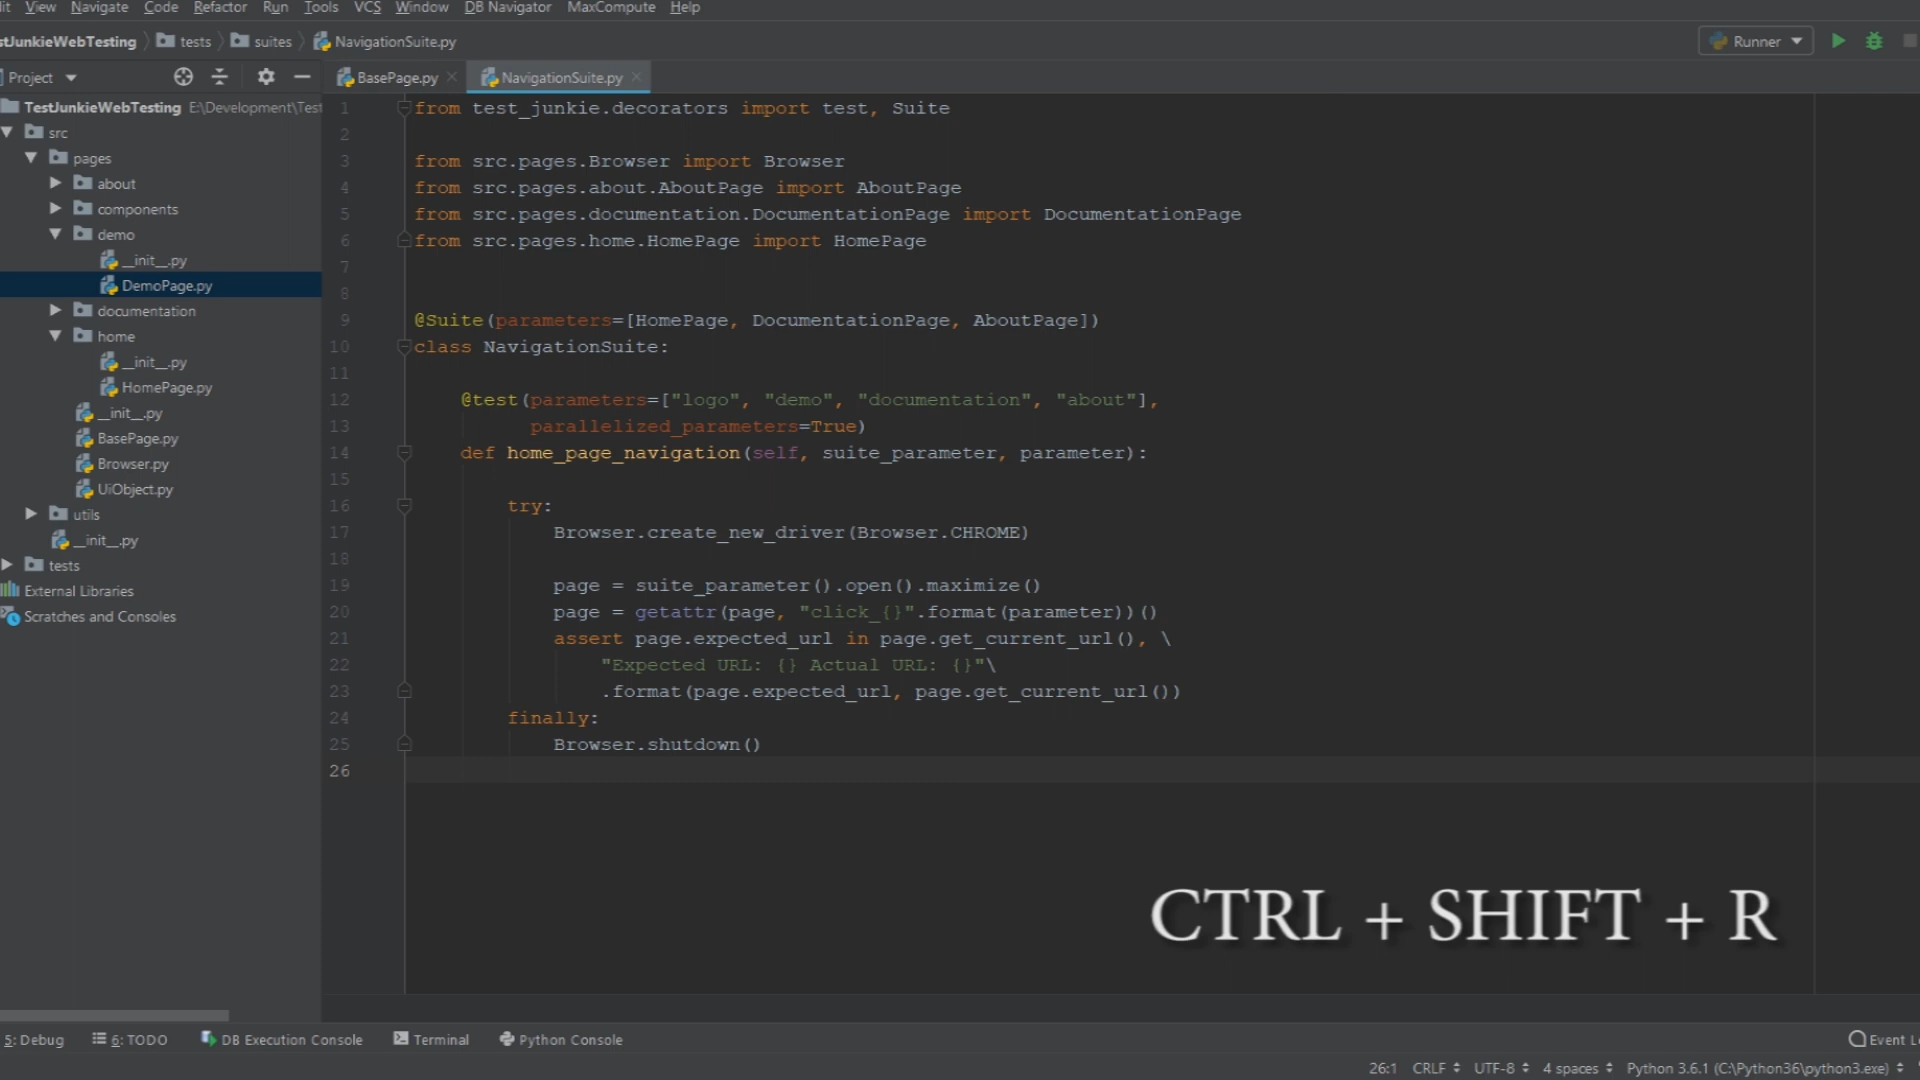 View Navigate Code Refactor Run Tools VCS Window DB Navigator MaxCompute Help
stJunkieWebTesting tests suites NavigationSuite.py
Runner
Project
BasePage.py NavigationSuite.py
TestJunkieWebTesting E:\Development\Test
src
pages
about
components
demo
__init__.py
DemoPage.py
documentation
home
__init__.py
HomePage.py
__init__.py
BasePage.py
Browser.py
UiObject.py
utils
__init__.py
tests
External Libraries
Scratches and Consoles
1 from test_junkie.decorators import test, Suite
2
3 from src.pages.Browser import Browser
4 from src.pages.about.AboutPage import AboutPage
5 from src.pages.documentation.DocumentationPage import DocumentationPage
6 from src.pages.home.HomePage import HomePage
7
8
9 @Suite(parameters=[HomePage, DocumentationPage, AboutPage])
10 class NavigationSuite:
11
12 @test(parameters=["logo", "demo", "documentation", "about"],
13 parallelized_parameters=True)
14 def home_page_navigation(self, suite_parameter, parameter):
15
16 try:
17 Browser.create_new_driver(Browser.CHROME)
18
19 page = suite_parameter().open().maximize()
20 page = getattr(page, "click_{}".format(parameter))()
21 assert page.expected_url in page.get_current_url(), \
22 "Expected URL: {} Actual URL: {}"\
23 .format(page.expected_url, page.get_current_url())
24 finally:
25 Browser.shutdown()
26
CTRL + SHIFT + R
5: Debug 6: TODO DB Execution Console Terminal Python Console Event L
26:1 CRLF UTF-8 4 spaces Python 3.6.1 (C:\Python36\python3.exe)